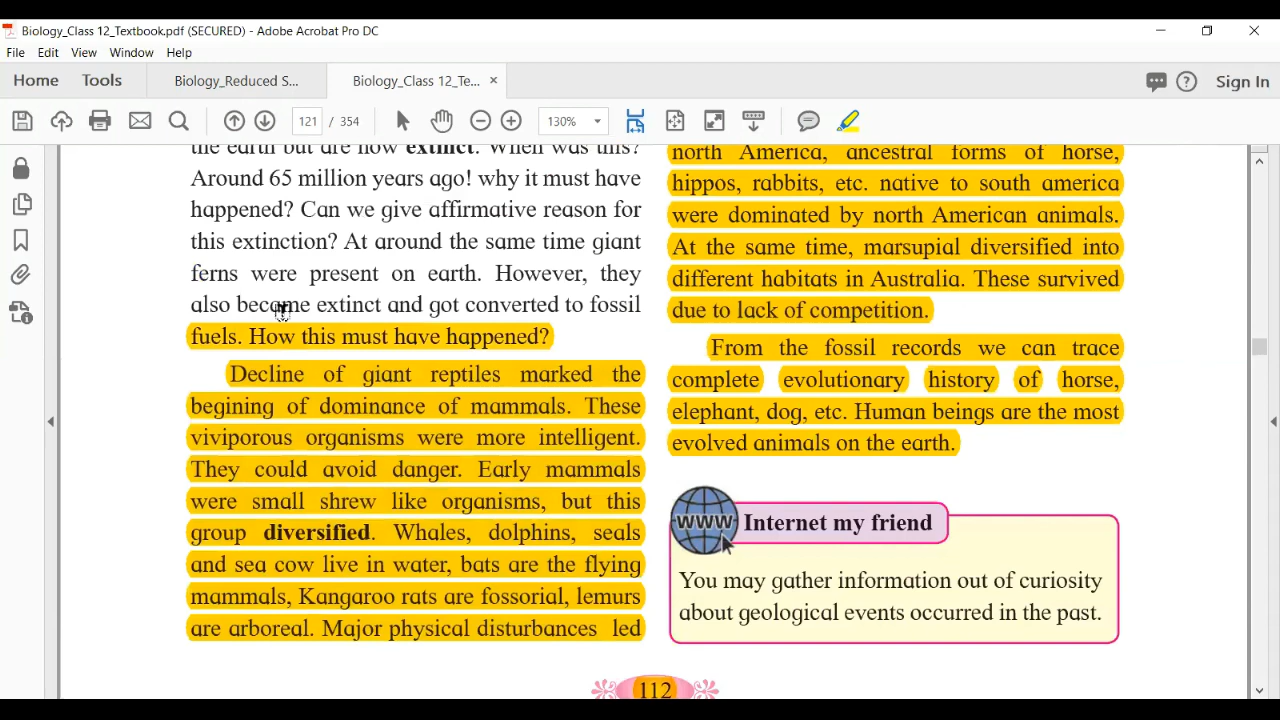 Biology_Class 12_Textbook.pdf (SECURED) - Adobe Acrobat Pro DC
File Edit View Window Help
Home Tools Biology_Reduced S... Biology_Class 12_Te... × Sign In
121 / 354 130%
the earth but are now extinct. When was this?
Around 65 million years ago! why it must have
happened? Can we give affirmative reason for
this extinction? At around the same time giant
ferns were present on earth. However, they
also became extinct and got converted to fossil
fuels. How this must have happened?
Decline of giant reptiles marked the
begining of dominance of mammals. These
viviporous organisms were more intelligent.
They could avoid danger. Early mammals
were small shrew like organisms, but this
group diversified. Whales, dolphins, seals
and sea cow live in water, bats are the flying
mammals, Kangaroo rats are fossorial, lemurs
are arboreal. Major physical disturbances led
north America, ancestral forms of horse,
hippos, rabbits, etc. native to south america
were dominated by north American animals.
At the same time, marsupial diversified into
different habitats in Australia. These survived
due to lack of competition.
From the fossil records we can trace
complete evolutionary history of horse,
elephant, dog, etc. Human beings are the most
evolved animals on the earth.
www Internet my friend
You may gather information out of curiosity
about geological events occurred in the past.
112